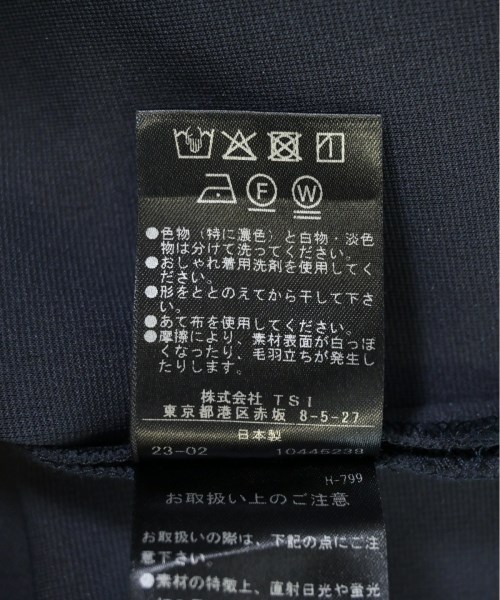 F W
●色物(特に濃色)と白物・淡色
物は分けて洗ってください。
●おしゃれ着用洗剤を使用してく
ださい。
●形をととのえてから干して下さ
い。
●あて布を使用してください。
●摩擦により、素材表面が白っぽ
くなったり、毛羽立ちが発生し
たりします。
株式会社 TSI
東京都港区赤坂 8-5-27
日本製
23-02 10445239
H-799
お取扱い上のご注意
お取扱いの際は、下記の点にご注
意下さい。
●素材の特徴上、直射日光や蛍光